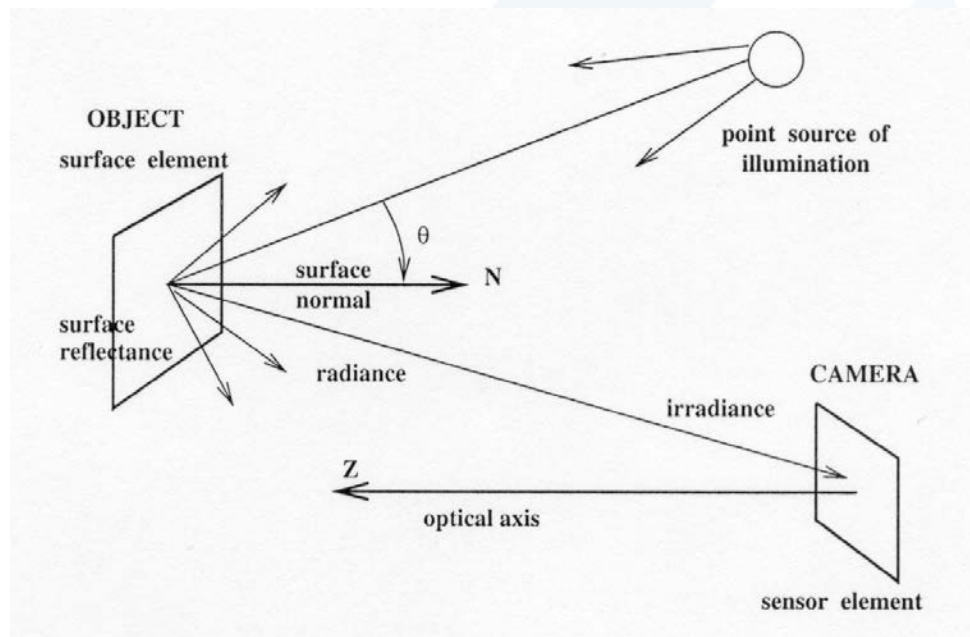 OBJECT
surface element
point source of
illumination
θ
surface
normal
N
surface
reflectance
radiance
CAMERA
irradiance
Z
optical axis
sensor element